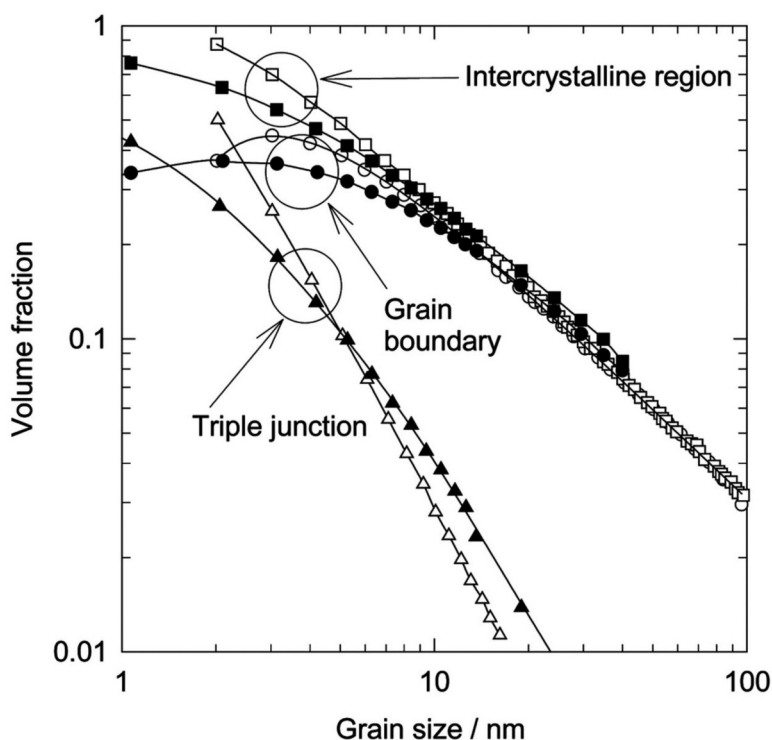 1
Intercrystalline region
Volume fraction
0.1
Grain
boundary
Triple junction
0.01
1
10
100
Grain size / nm